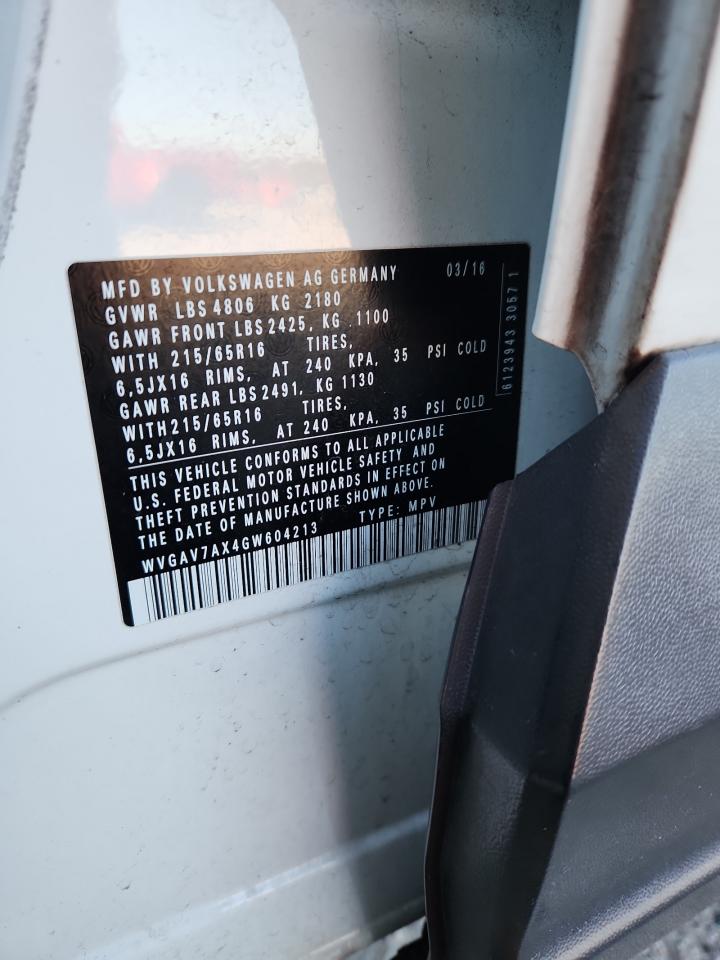 MFD BY VOLKSWAGEN AG GERMANY 03/16
GVWR LBS 4806 KG 2180
GAWR FRONT LBS 2425, KG 1100
WITH 215/65R16 TIRES,
6,5JX16 RIMS, AT 240 KPA, 35 PSI COLD
GAWR REAR LBS 2491, KG 1130
WITH 215/65R16 TIRES,
6,5JX16 RIMS, AT 240 KPA, 35 PSI COLD
THIS VEHICLE CONFORMS TO ALL APPLICABLE
U.S. FEDERAL MOTOR VEHICLE SAFETY AND
THEFT PREVENTION STANDARDS IN EFFECT ON
THE DATE OF MANUFACTURE SHOWN ABOVE.
WVGAV7AX4GW604213 TYPE: MPV
6123943 3057 1